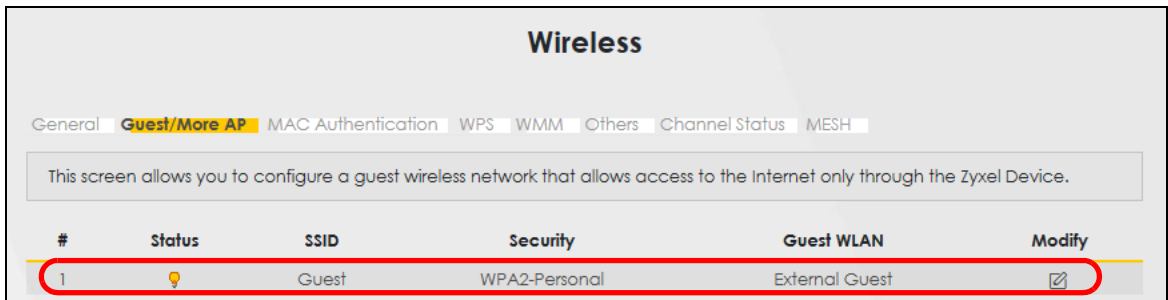 Wireless
General Guest/More AP MAC Authentication WPS WMM Others Channel Status MESH
This screen allows you to configure a guest wireless network that allows access to the Internet only through the Zyxel Device.
# Status SSID Security Guest WLAN Modify
1 Guest WPA2-Personal External Guest